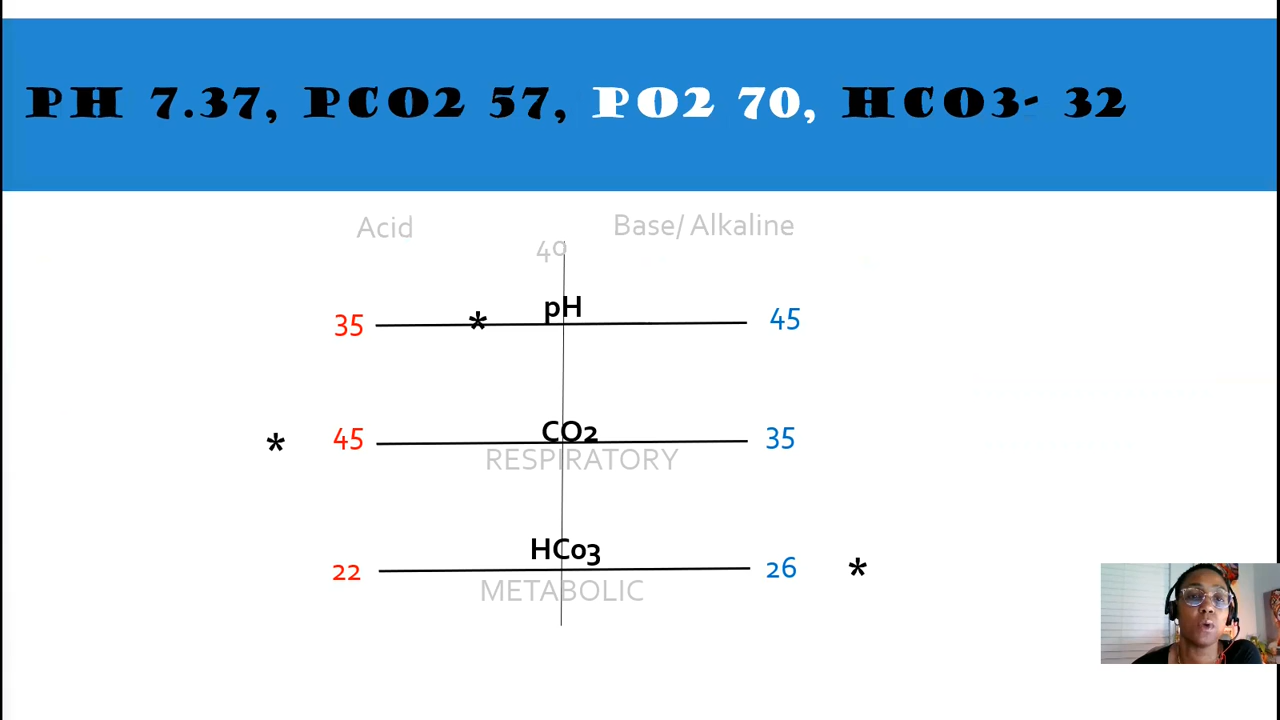 PH 7.37, PCO2 57, PO2 70, HCO3- 32
Acid
Base/ Alkaline
40
pH
35
*
45
CO2
*
45
35
RESPIRATORY
HCo3
22
26
*
METABOLIC